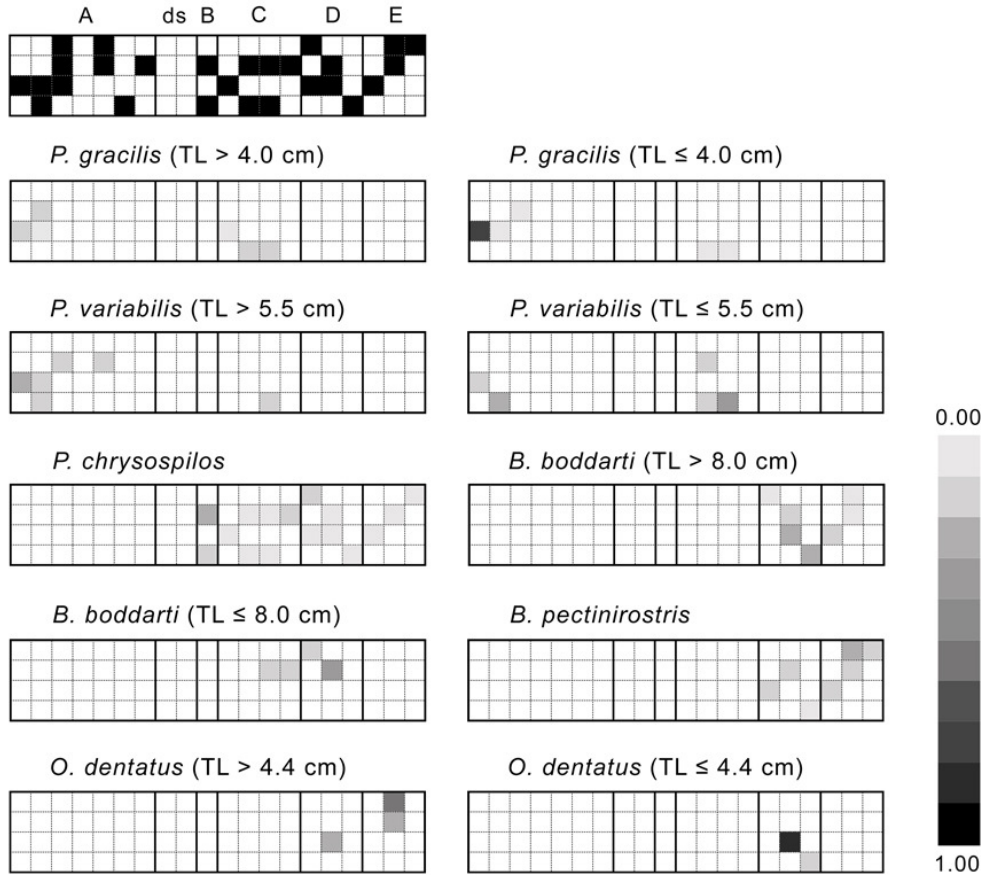 A ds B C D E
P. gracilis (TL > 4.0 cm) P. gracilis (TL ≤ 4.0 cm)
P. variabilis (TL > 5.5 cm) P. variabilis (TL ≤ 5.5 cm)
0.00
P. chrysospilos B. boddarti (TL > 8.0 cm)
B. boddarti (TL ≤ 8.0 cm) B. pectinirostris
O. dentatus (TL > 4.4 cm) O. dentatus (TL ≤ 4.4 cm)
1.00